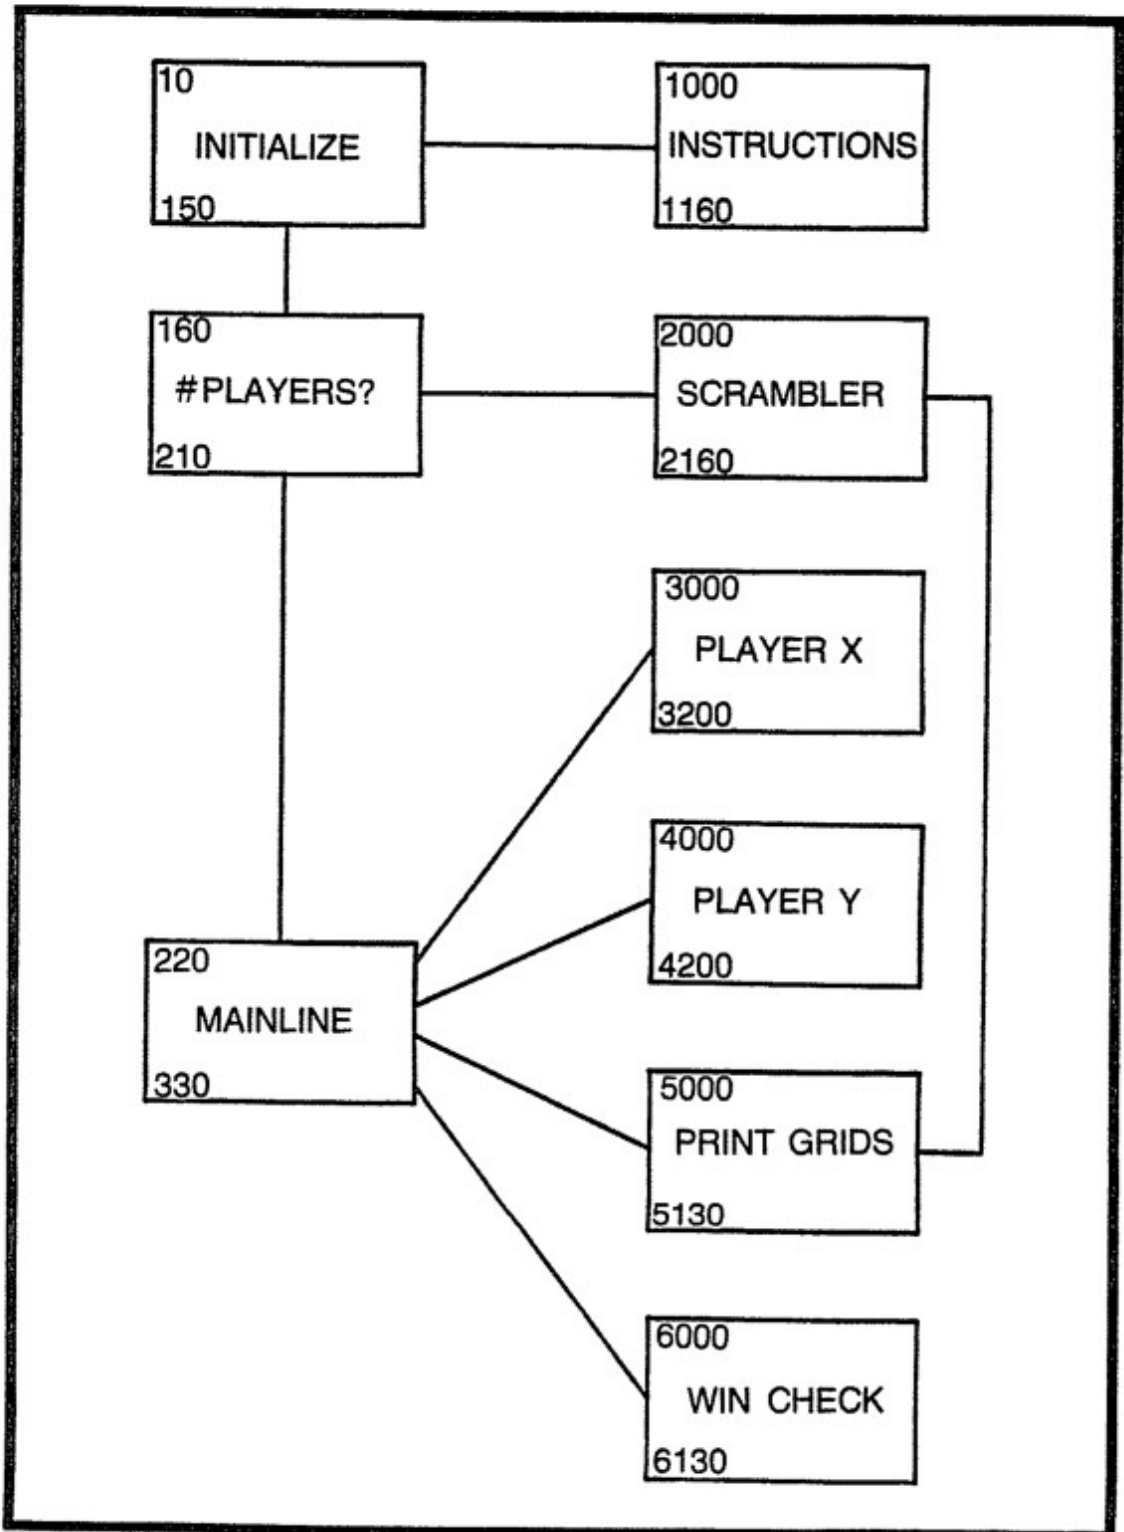 10
INITIALIZE
150
1000
INSTRUCTIONS
1160
160
#PLAYERS?
210
2000
SCRAMBLER
2160
3000
PLAYER X
3200
4000
PLAYER Y
4200
220
MAINLINE
330
5000
PRINT GRIDS
5130
6000
WIN CHECK
6130